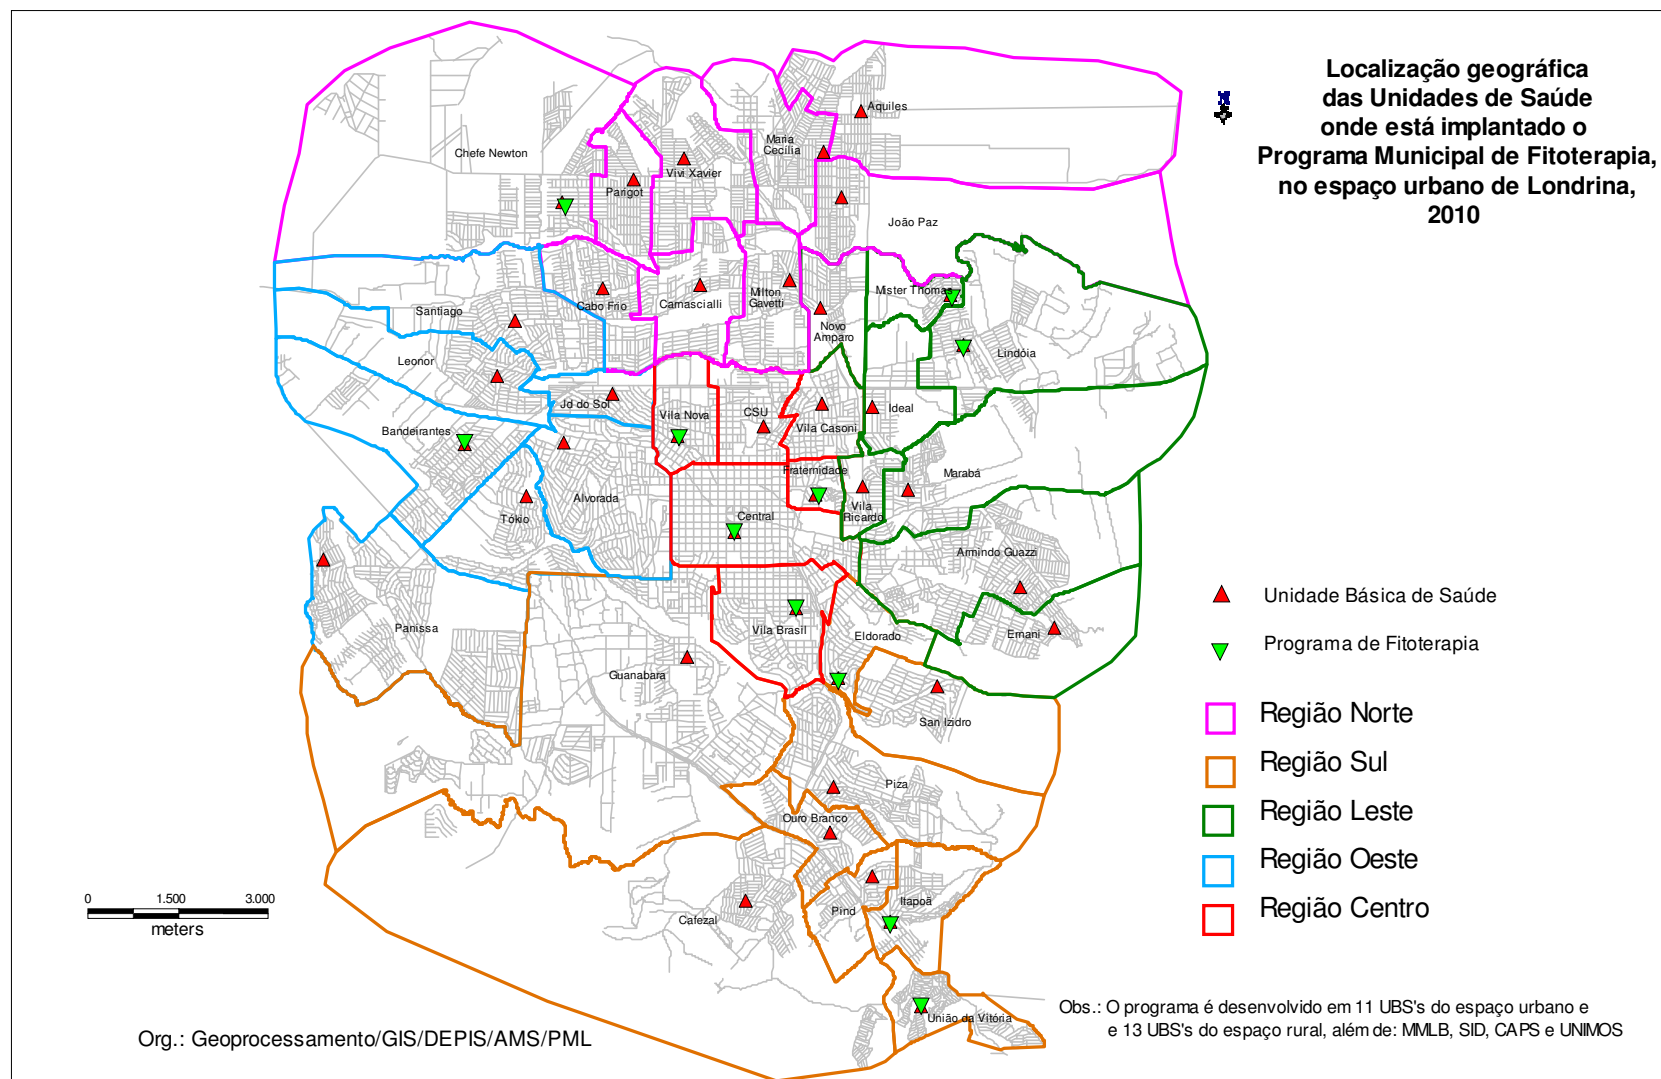 Localização geográfica
das Unidades de Saúde
onde está implantado o
Programa Municipal de Fitoterapia,
no espaço urbano de Londrina,
2010
Aquiles
Maria
Cecília
Chefe Newton
Vivi Xavier
Parigot
João Paz
Mister Thomas
Milton
Gavetti
Camascialli
Cabo Frio
Santiago
Novo
Amparo
Lindóia
Leonor
Jd do Sol
Vila Nova
CSU
Ideal
Vila Casoni
Bandeirantes
Fraternidade
Marabá
Alvorada
Vila
Ricardo
Tókio
Central
Armindo Guazzi
Panissa
Vila Brasil
Eldorado
Ernani
Guanabara
San Izidro
Piza
Ouro Branco
Cafezal
Pind
Itapoã
União da Vitória
Unidade Básica de Saúde
Programa de Fitoterapia
Região Norte
Região Sul
Região Leste
Região Oeste
Região Centro
0 1.500 3.000
meters
Org.: Geoprocessamento/GIS/DEPIS/AMS/PML
Obs.: O programa é desenvolvido em 11 UBS's do espaço urbano e
e 13 UBS's do espaço rural, além de: MMLB, SID, CAPS e UNIMOS